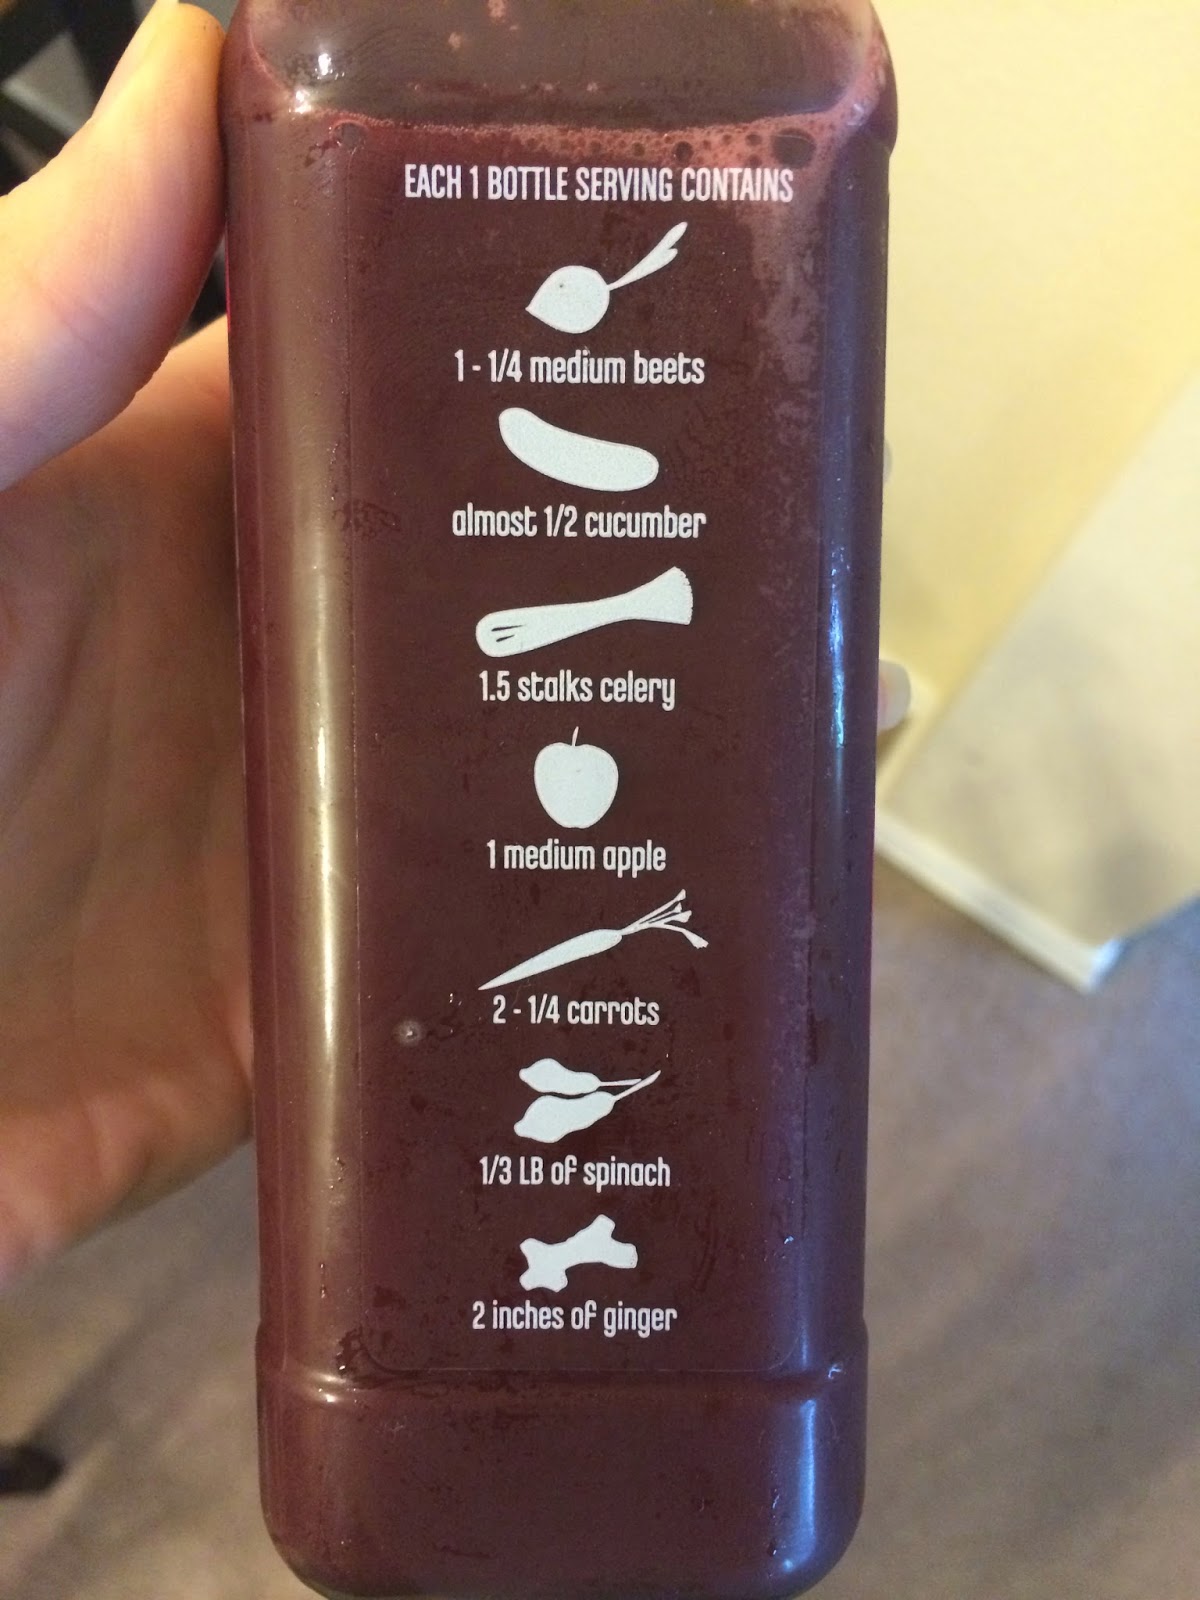 EACH 1 BOTTLE SERVING CONTAINS
1 - 1/4 medium beets
almost 1/2 cucumber
1.5 stalks celery
1 medium apple
2 - 1/4 carrots
1/3 LB of spinach
2 inches of ginger